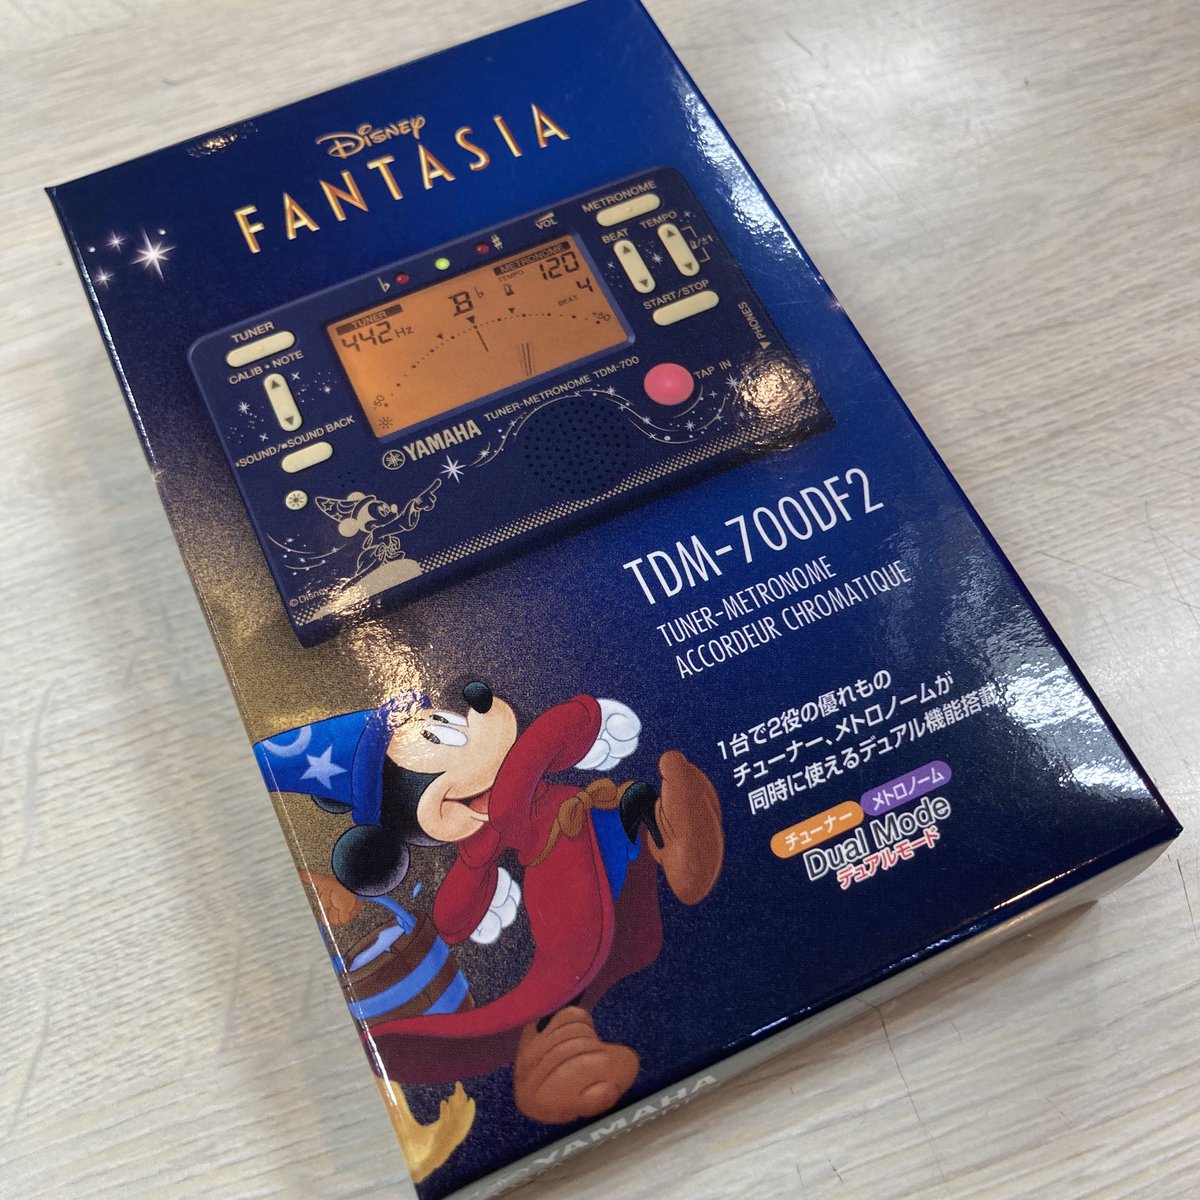 Disney
FANTASIA
METRONOME
VOL
BEAT TEMPO
♭ ♯
METRONOME
TEMPO
120
BEAT
4
TUNER
442Hz
B♭
-50
+50
TUNER
CALIB・NOTE
START/STOP
PHONES
TAP IN
SOUND/SOUND BACK
YAMAHA TUNER-METRONOME TDM-700
©Disney
TDM-700DF2
TUNER-METRONOME
ACCORDEUR CHROMATIQUE
1台で2役の優れもの
チューナー、メトロノームが
同時に使えるデュアル機能搭載
チューナー メトロノーム
Dual Mode
デュアルモード
YAMAHA